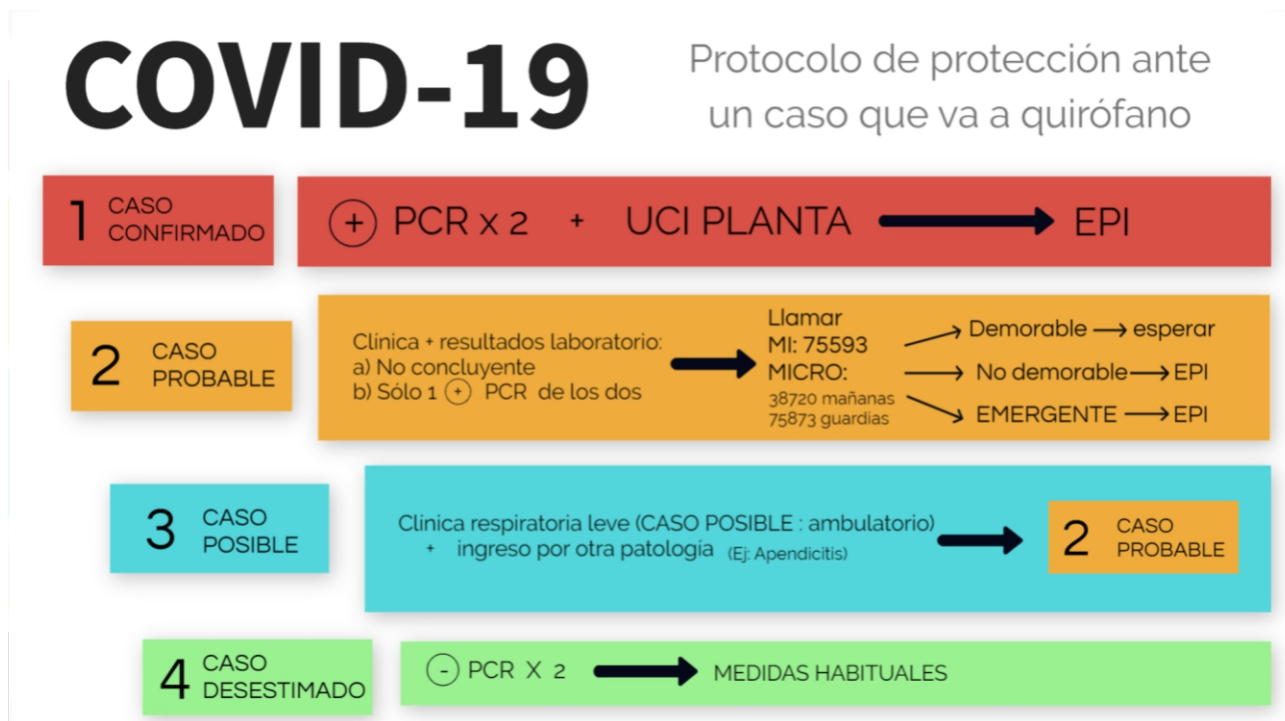 COVID-19
Protocolo de protección ante
un caso que va a quirófano
1 CASO
CONFIRMADO
+ PCR x 2 + UCI PLANTA → EPI
2 CASO
PROBABLE
Clínica + resultados laboratorio:
a) No concluyente
b) Sólo 1 + PCR de los dos
Llamar
MI: 75593
MICRO:
38720 mañanas
75873 guardias
Demorable → esperar
No demorable → EPI
EMERGENTE → EPI
3 CASO
POSIBLE
Clínica respiratoria leve (CASO POSIBLE : ambulatorio)
+ ingreso por otra patología (Ej: Apendicitis)
2 CASO
PROBABLE
4 CASO
DESESTIMADO
- PCR X 2 → MEDIDAS HABITUALES